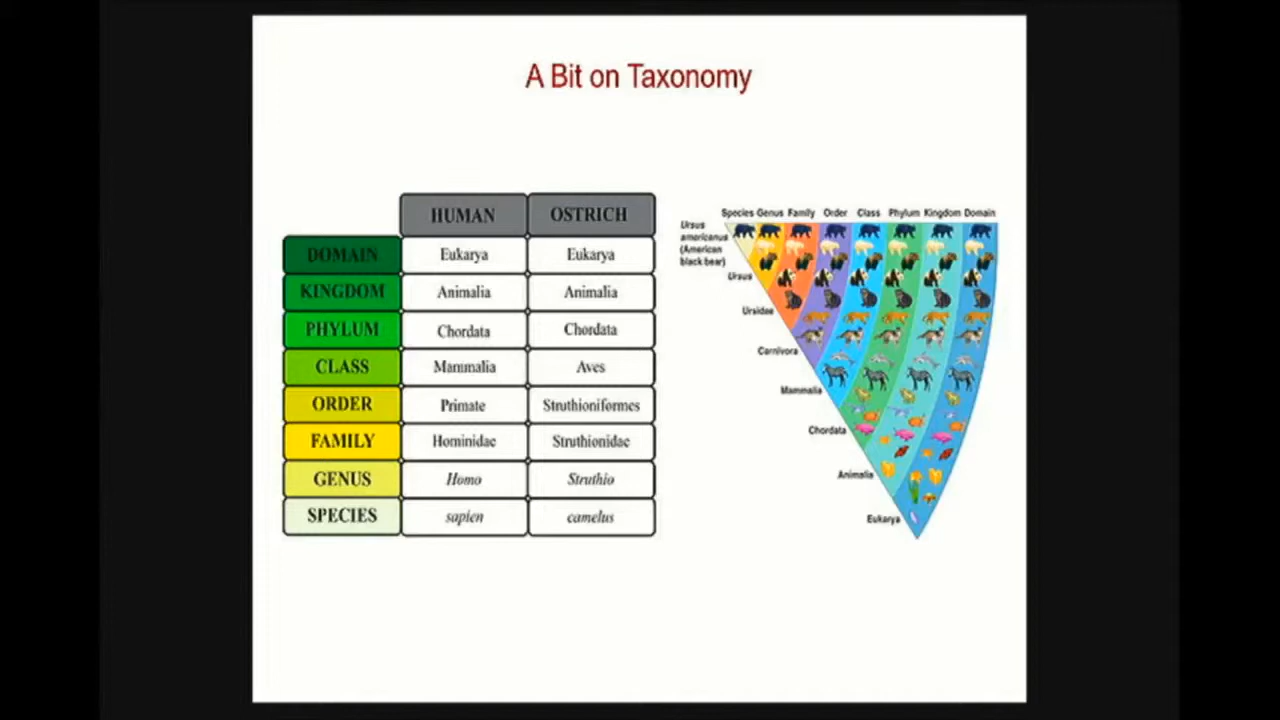 A Bit on Taxonomy
HUMAN OSTRICH
DOMAIN Eukarya Eukarya
KINGDOM Animalia Animalia
PHYLUM Chordata Chordata
CLASS Mammalia Aves
ORDER Primate Struthioniformes
FAMILY Hominidae Struthionidae
GENUS Homo Struthio
SPECIES sapien camelus
Species Genus Family Order Class Phylum Kingdom Domain
Ursus
americanus
(American
black bear)
Ursus
Ursidae
Carnivora
Mammalia
Chordata
Animalia
Eukarya